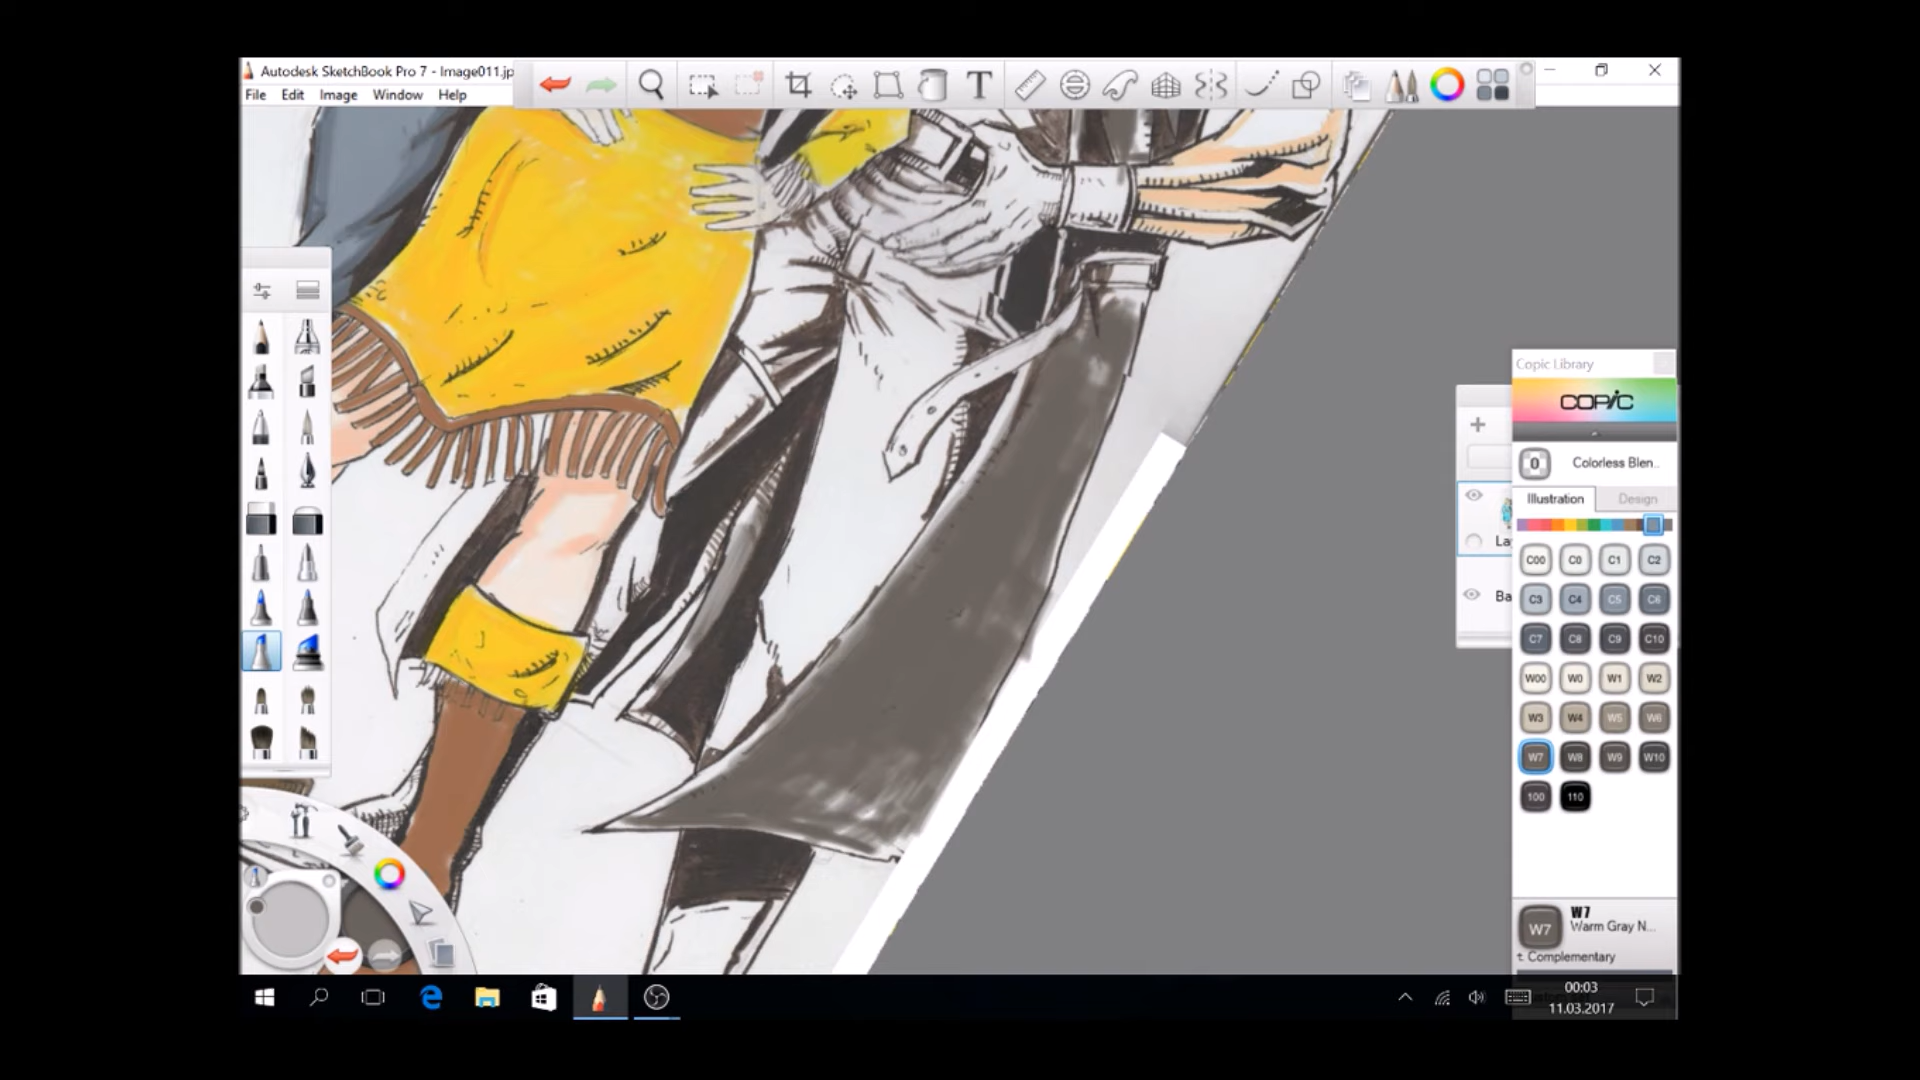 Autodesk SketchBook Pro 7 - Image011.jp
File Edit Image Window Help
T
Copic Library
COPIC
0 Colorless Blen..
Illustration Design
La
Ba
C00 C0 C1 C2
C3 C4 C5 C6
C7 C8 C9 C10
W00 W0 W1 W2
W3 W4 W5 W6
W7 W8 W9 W10
100 110
W7
W7 Warm Gray N...
t. Complementary
00:03
11.03.2017